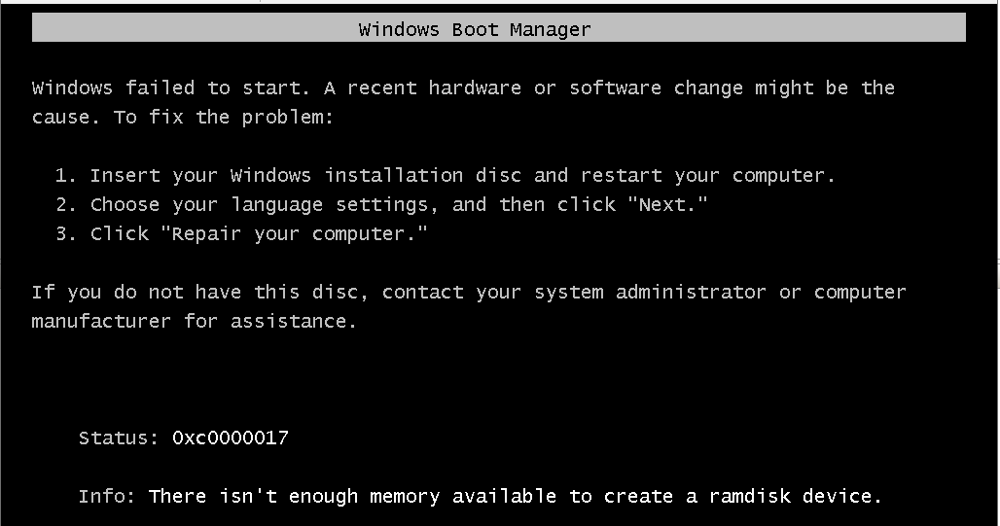 Windows Boot Manager
Windows failed to start. A recent hardware or software change might be the
cause. To fix the problem:
1. Insert your Windows installation disc and restart your computer.
2. Choose your language settings, and then click "Next."
3. Click "Repair your computer."
If you do not have this disc, contact your system administrator or computer
manufacturer for assistance.
Status: 0xc0000017
Info: There isn't enough memory available to create a ramdisk device.